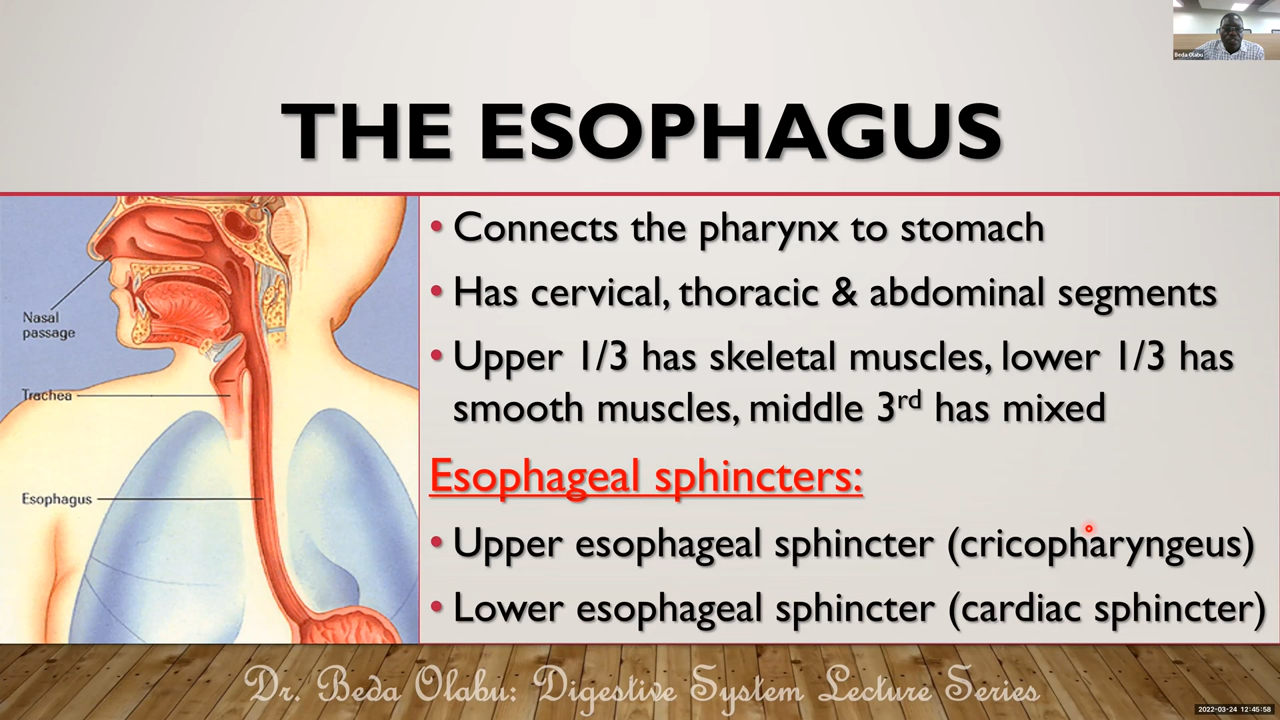 Beda Olabu
THE ESOPHAGUS
Nasal
passage
Trachea
Esophagus
• Connects the pharynx to stomach
• Has cervical, thoracic & abdominal segments
• Upper 1/3 has skeletal muscles, lower 1/3 has
smooth muscles, middle 3rd has mixed
Esophageal sphincters:
• Upper esophageal sphincter (cricopharyngeus)
• Lower esophageal sphincter (cardiac sphincter)
Dr. Beda Olabu: Digestive System Lecture Series
2022-03-24 12:45:58